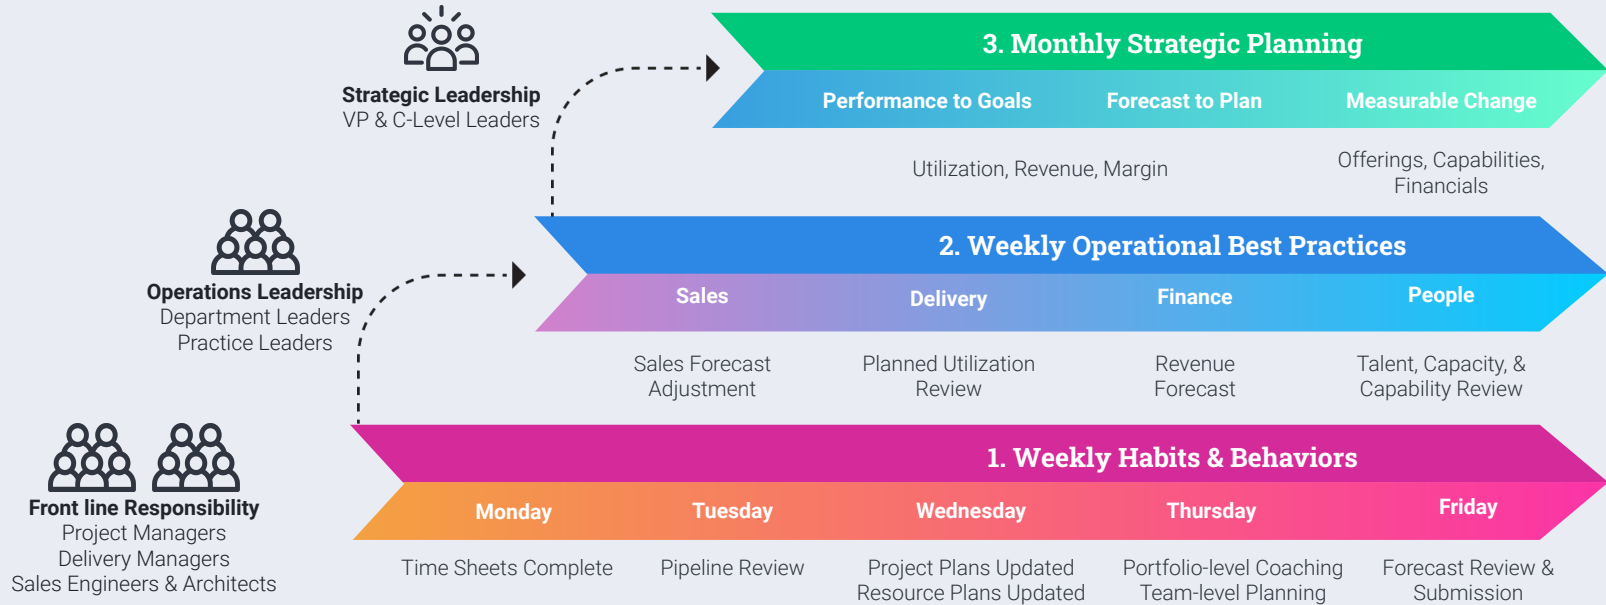 Strategic Leadership
VP & C-Level Leaders
3. Monthly Strategic Planning
Performance to Goals
Forecast to Plan
Measurable Change
Utilization, Revenue, Margin
Offerings, Capabilities,
Financials
Operations Leadership
Department Leaders
Practice Leaders
2. Weekly Operational Best Practices
Sales
Delivery
Finance
People
Sales Forecast
Adjustment
Planned Utilization
Review
Revenue
Forecast
Talent, Capacity, &
Capability Review
Front line Responsibility
Project Managers
Delivery Managers
Sales Engineers & Architects
1. Weekly Habits & Behaviors
Monday
Tuesday
Wednesday
Thursday
Friday
Time Sheets Complete
Pipeline Review
Project Plans Updated
Resource Plans Updated
Portfolio-level Coaching
Team-level Planning
Forecast Review &
Submission